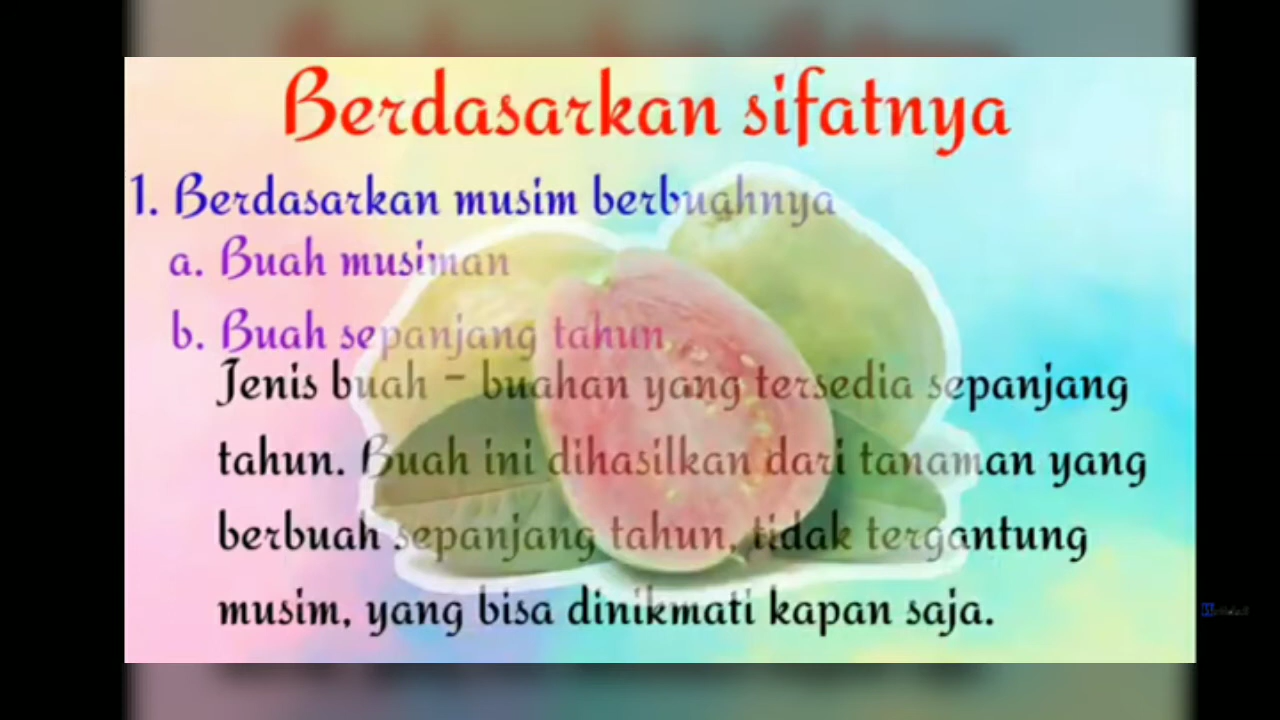 Berdasarkan sifatnya
1. Berdasarkan musim berbuahnya
a. Buah musiman
b. Buah sepanjang tahun
Jenis buah - buahan yang tersedia sepanjang
tahun. Buah ini dihasilkan dari tanaman yang
berbuah sepanjang tahun, tidak tergantung
musim, yang bisa dinikmati kapan saja.